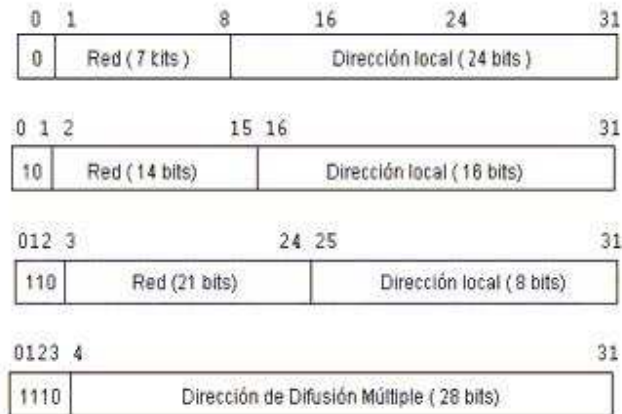 0 1 8 16 24 31
0 Red ( 7 bits ) Dirección local ( 24 bits )
0 1 2 15 16 31
10 Red ( 14 bits) Dirección local ( 16 bits)
012 3 24 25 31
110 Red (21 bits) Dirección local ( 8 bits)
0123 4 31
1110 Dirección de Difusión Múltiple ( 28 bits)